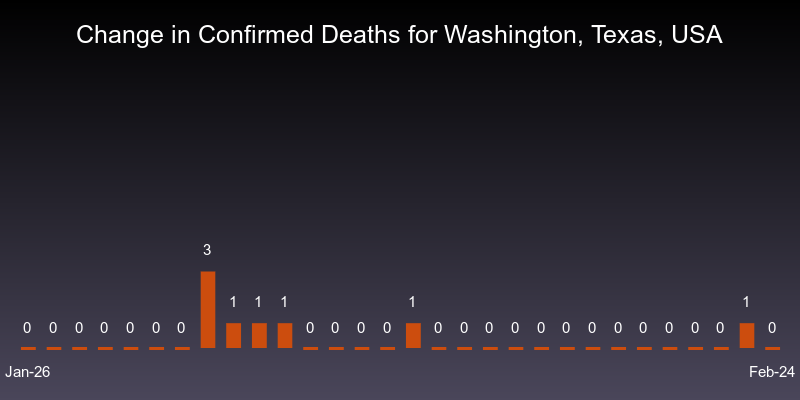 Change in Confirmed Deaths for Washington, Texas, USA
3
1 1 1 1 1
0 0 0 0 0 0 0 0 0 0 0 0 0 0 0 0 0 0 0 0 0 0 0 0
Jan-26 Feb-24